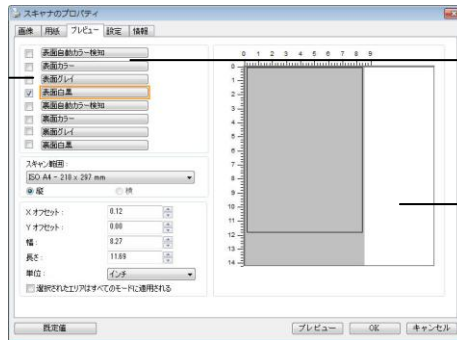 スキャナのプロパティ
画像 用紙 プレビュー 設定 情報
表面自動カラー検知
表面カラー
表面グレイ
表面白黒
裏面自動カラー検知
裏面カラー
裏面グレイ
裏面白黒
スキャン範囲:
ISO A4 - 210 x 297 mm
縦 横
X オフセット: 0.12
Y オフセット: 0.00
幅: 8.27
長さ: 11.69
単位: インチ
選択されたエリアはすべてのモードに適用される
0 1 2 3 4 5 6 7 8 9
0
1
2
3
4
5
6
7
8
9
10
11
12
13
14
既定値 プレビュー OK キャンセル